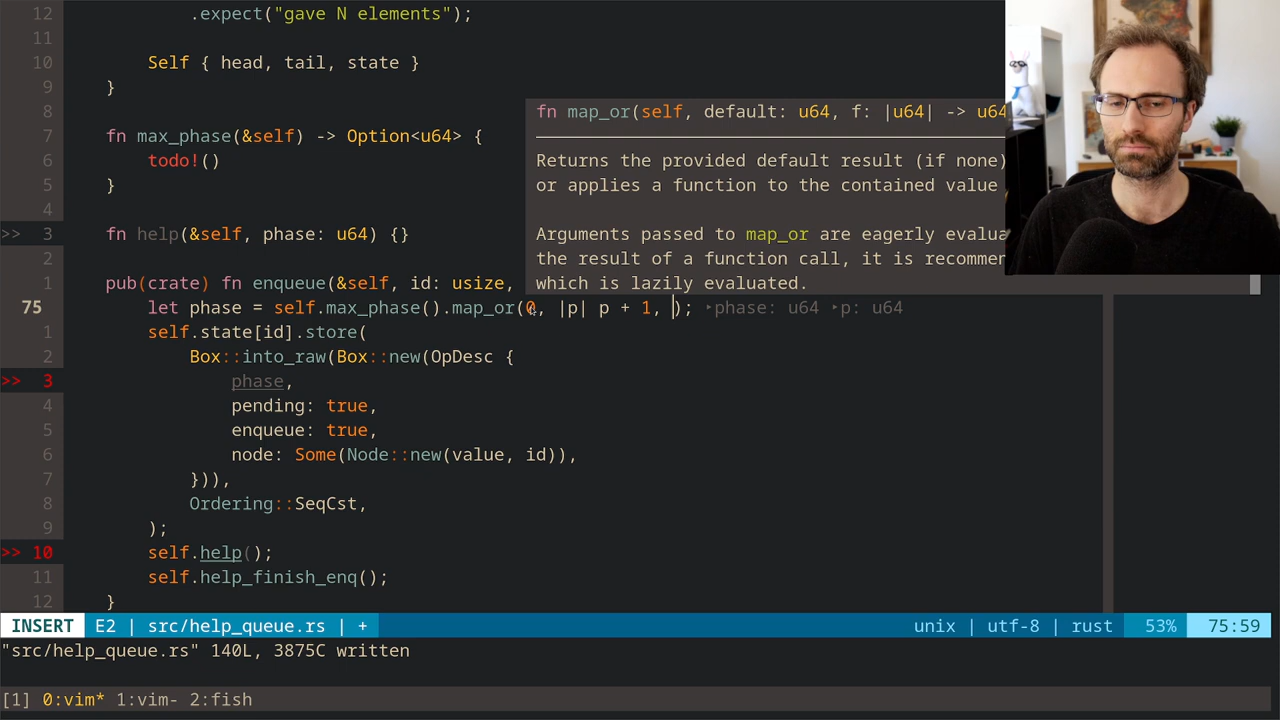 12 .expect("gave N elements");
11
10 Self { head, tail, state }
9 }
8
fn map_or(self, default: u64, f: |u64| -> u64
7 fn max_phase(&self) -> Option<u64> {
6 todo!()
Returns the provided default result (if none)
5 }
or applies a function to the contained value
4
>> 3 fn help(&self, phase: u64) {}
Arguments passed to map_or are eagerly evalua
2
the result of a function call, it is recommen
1 pub(crate) fn enqueue(&self, id: usize,
which is lazily evaluated.
75 let phase = self.max_phase().map_or(0, |p| p + 1, ); ‣phase: u64 ‣p: u64
1 self.state[id].store(
2 Box::into_raw(Box::new(OpDesc {
>> 3 phase,
4 pending: true,
5 enqueue: true,
6 node: Some(Node::new(value, id)),
7 })),
8 Ordering::SeqCst,
9 );
>> 10 self.help();
11 self.help_finish_enq();
12 }
INSERT E2 | src/help_queue.rs | + unix | utf-8 | rust 53% 75:59
"src/help_queue.rs" 140L, 3875C written
[1] 0:vim* 1:vim- 2:fish